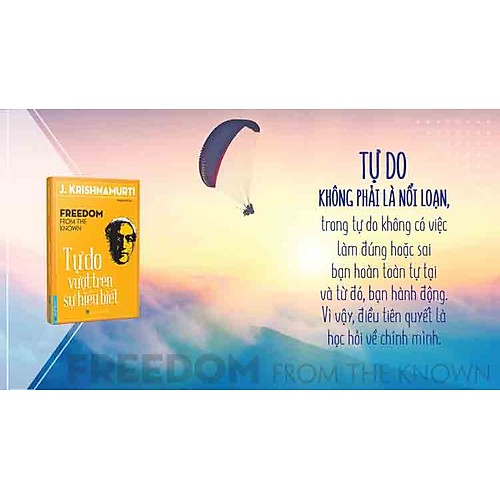 J. KRISHNAMURTI
FREEDOM
FROM THE
KNOWN
Tự do
vượt trên
sự hiểu biết
TỰ DO
KHÔNG PHẢI LÀ NỔI LOẠN,
trong tự do không có việc
làm đúng hoặc sai
bạn hoàn toàn tự tại
và từ đó, bạn hành động.
Vì vậy, điều tiên quyết là
học hỏi về chính mình.
FREEDOM FROM THE KNOWN